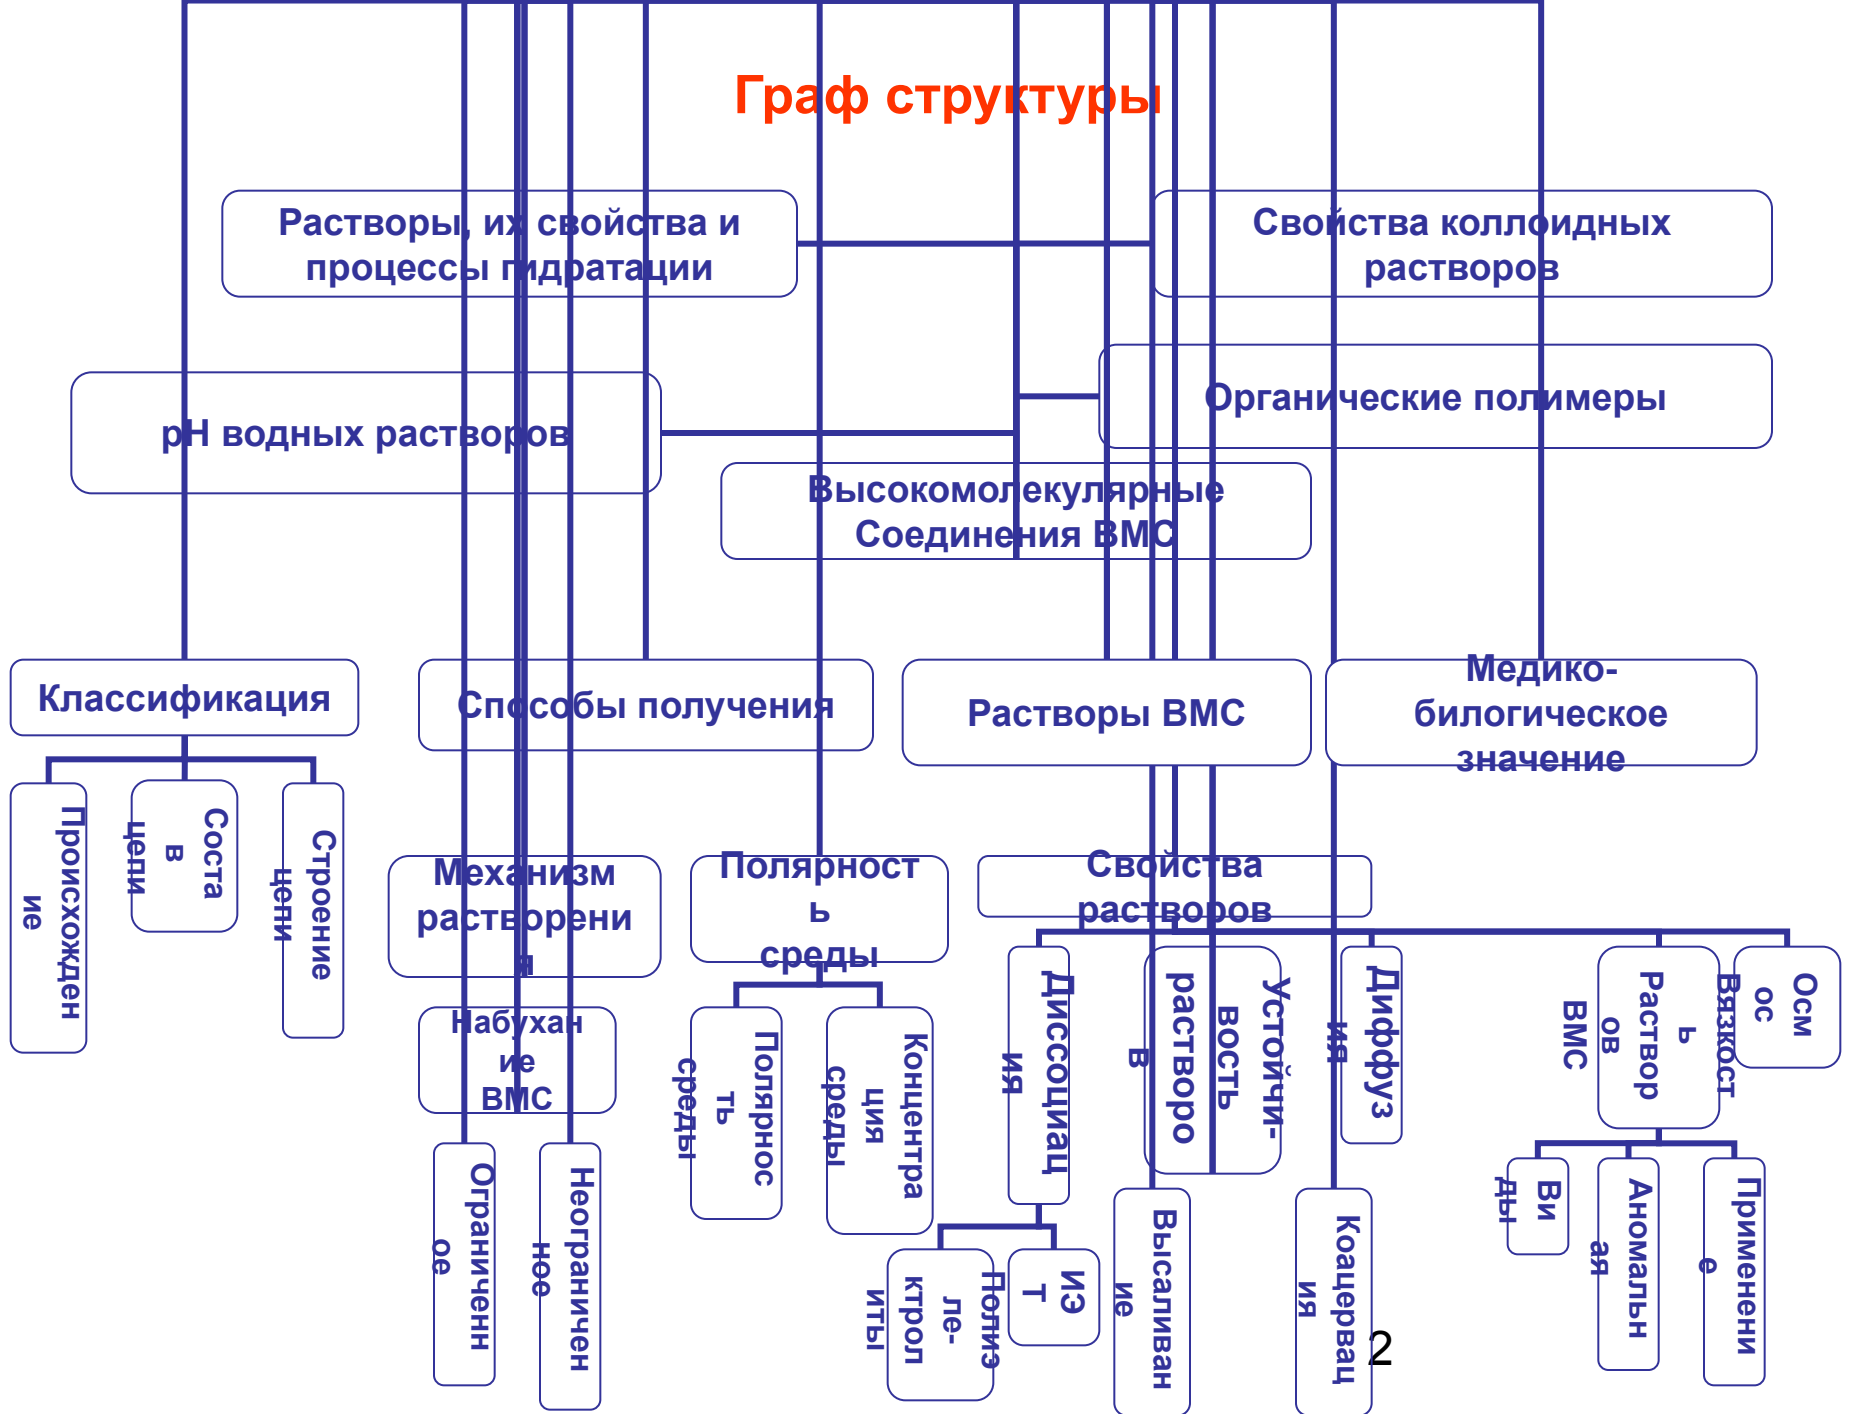 Граф структуры
Растворы, их свойства и
процессы гидратации
Свойства коллоидных
растворов
Органические полимеры
рН водных растворов
Высокомолекулярные
Соединения ВМС
Классификация
Способы получения
Растворы ВМС
Медико-
билогическое
значение
Происхожден
ие
Соста
в
цепи
Строение
цепи
Механизм
растворени
я
Полярност
ь
среды
Свойства
растворов
Набухан
ие
ВМС
Полярнос
ть
среды
Концентра
ция
среды
Диссоциац
ия
Устойчи-
вость
растворо
в
Диффуз
ия
Вязкост
ь
Раствор
ов
ВМС
Осм
ос
Ограниченн
ое
Неограничен
ное
Полиэ
ле-
ктрол
иты
ИЭ
Т
Высаливан
ие
Коацервац
ия
Ви
ды
Аномальн
ая
Применени
е
2